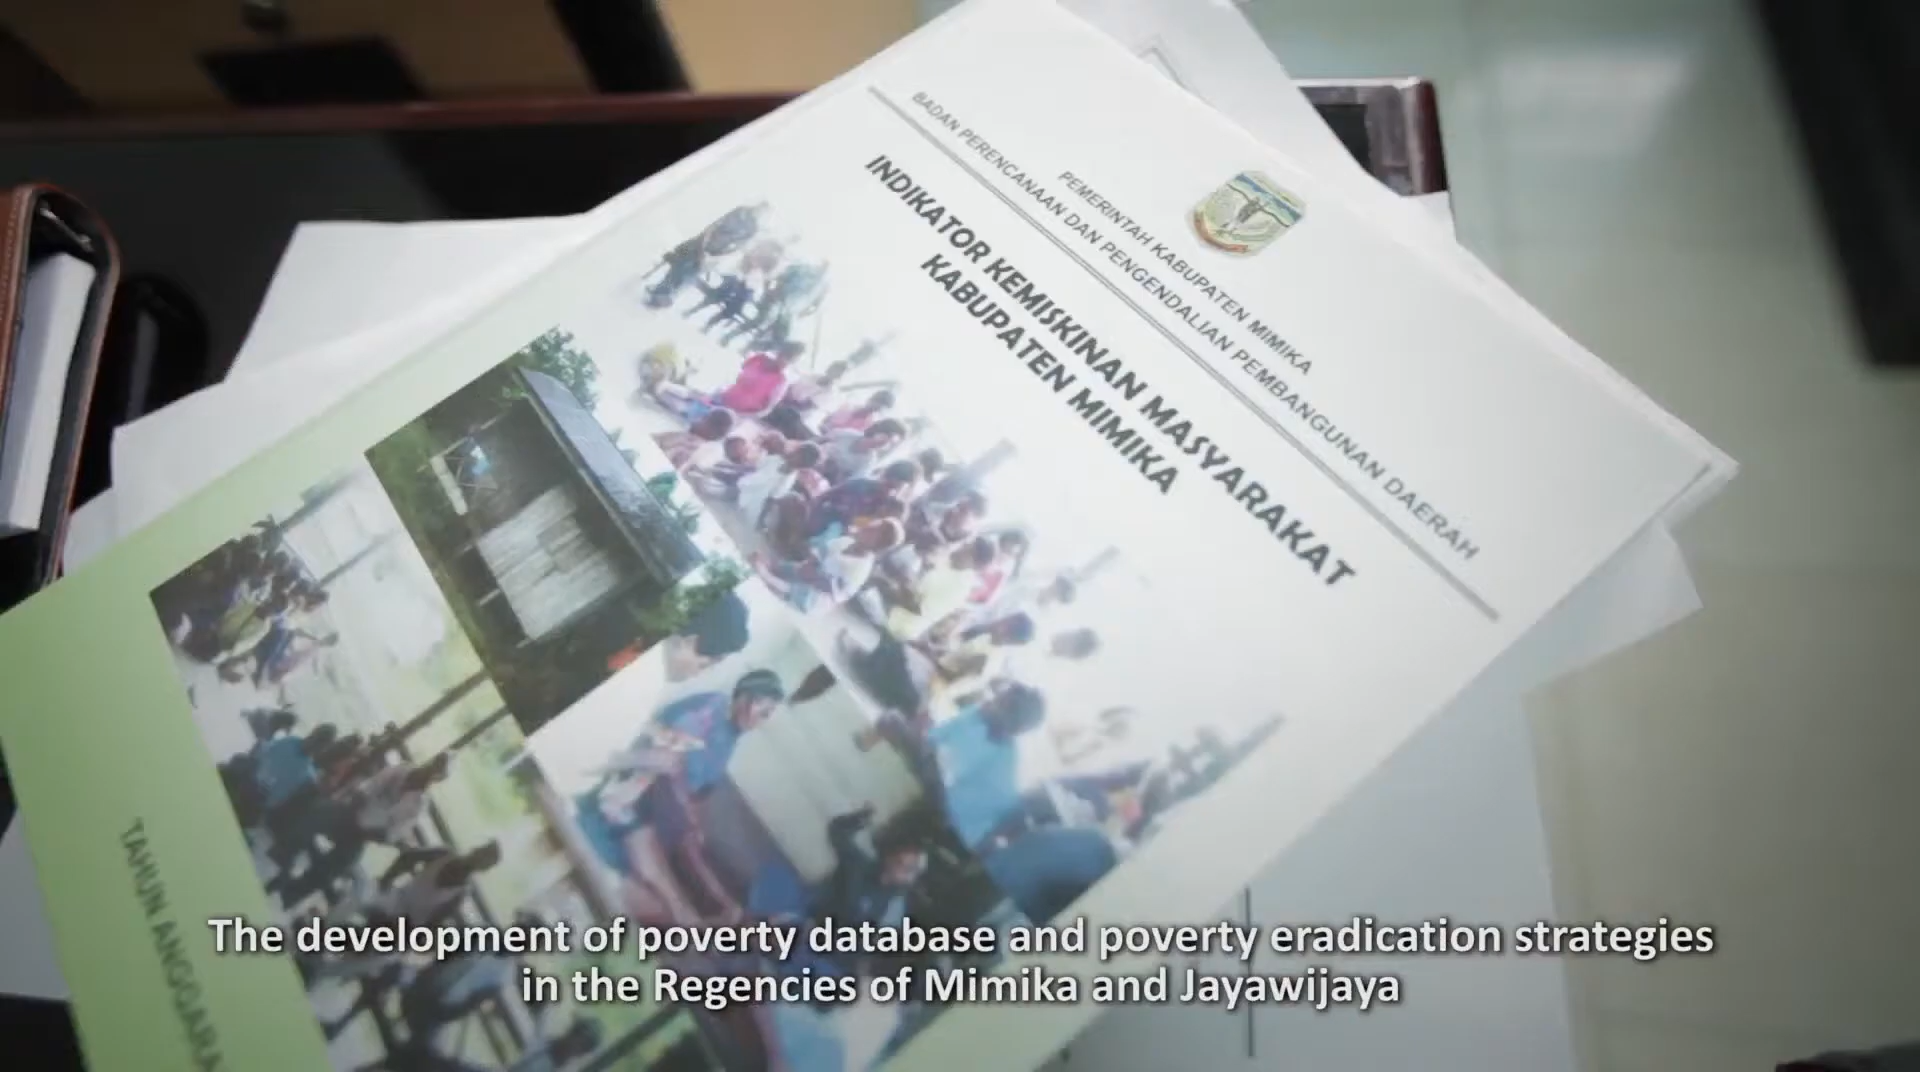 PEMERINTAH KABUPATEN MIMIKA
BADAN PERENCANAAN DAN PENGENDALIAN PEMBANGUNAN DAERAH
INDIKATOR KEMISKINAN MASYARAKAT
KABUPATEN MIMIKA
TAHUN ANGGARA
The development of poverty database and poverty eradication strategies
in the Regencies of Mimika and Jayawijaya